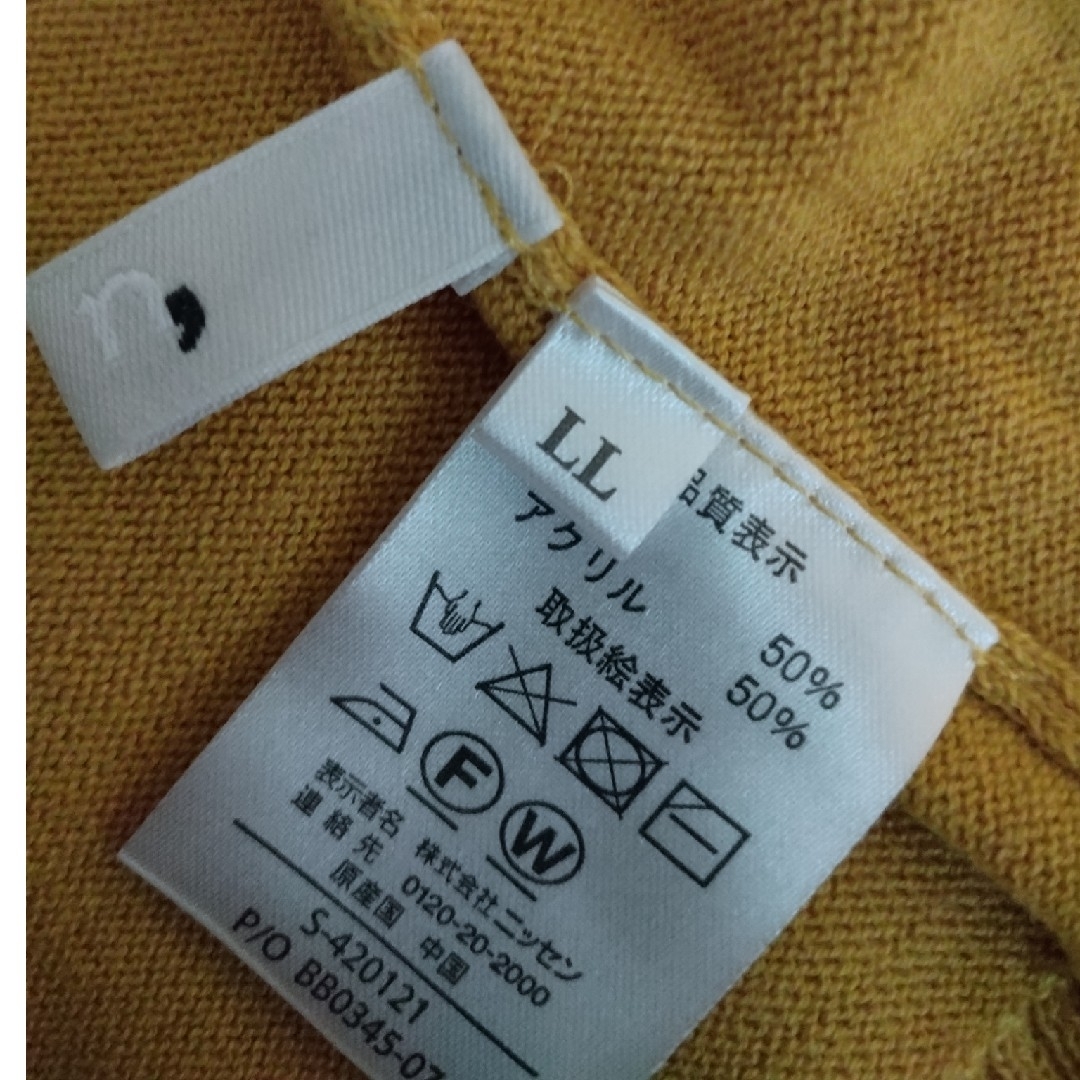 n,
LL
品質表示
50%
アクリル 50%
取扱絵表示
F
W
表示者名 株式会社ニッセン
連絡先 0120-20-2000
原産国 中国
S-420121
P/O BB0345-07